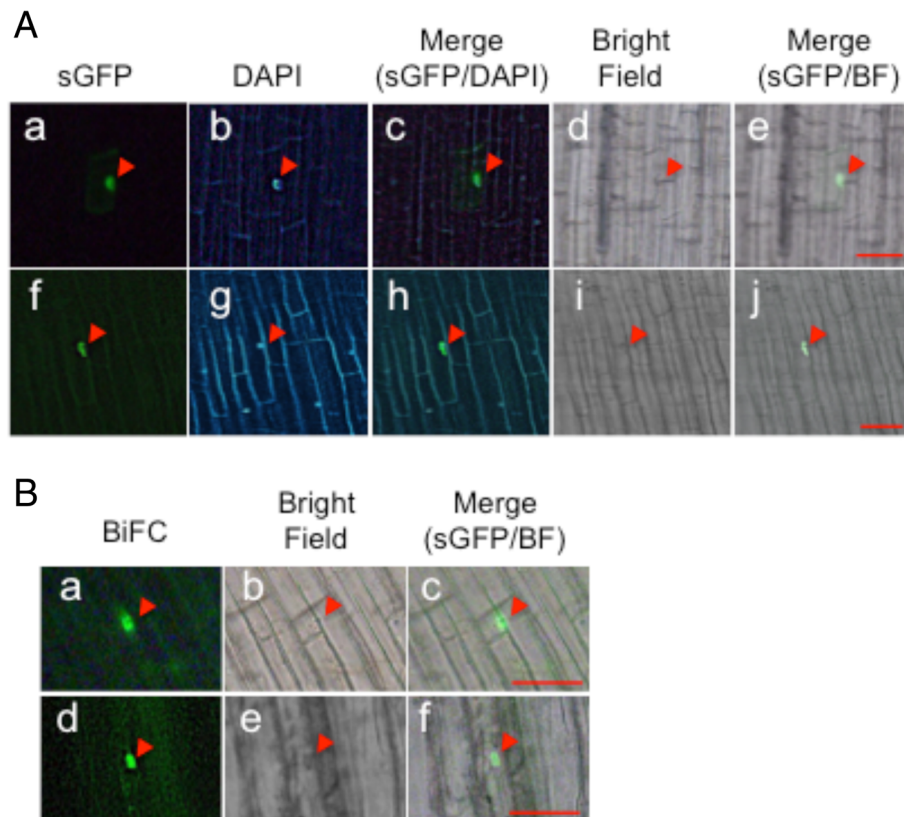 A
sGFP DAPI Merge (sGFP/DAPI) Bright Field Merge (sGFP/BF)
a b c d e
f g h i j
B
BiFC Bright Field Merge (sGFP/BF)
a b c
d e f